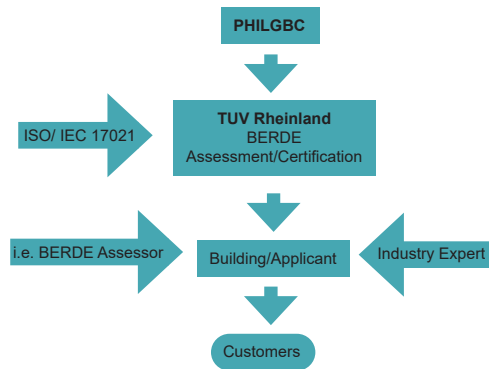 PHILGBC
ISO/ IEC 17021
TUV Rheinland
BERDE
Assessment/Certification
i.e. BERDE Assessor
Building/Applicant
Industry Expert
Customers